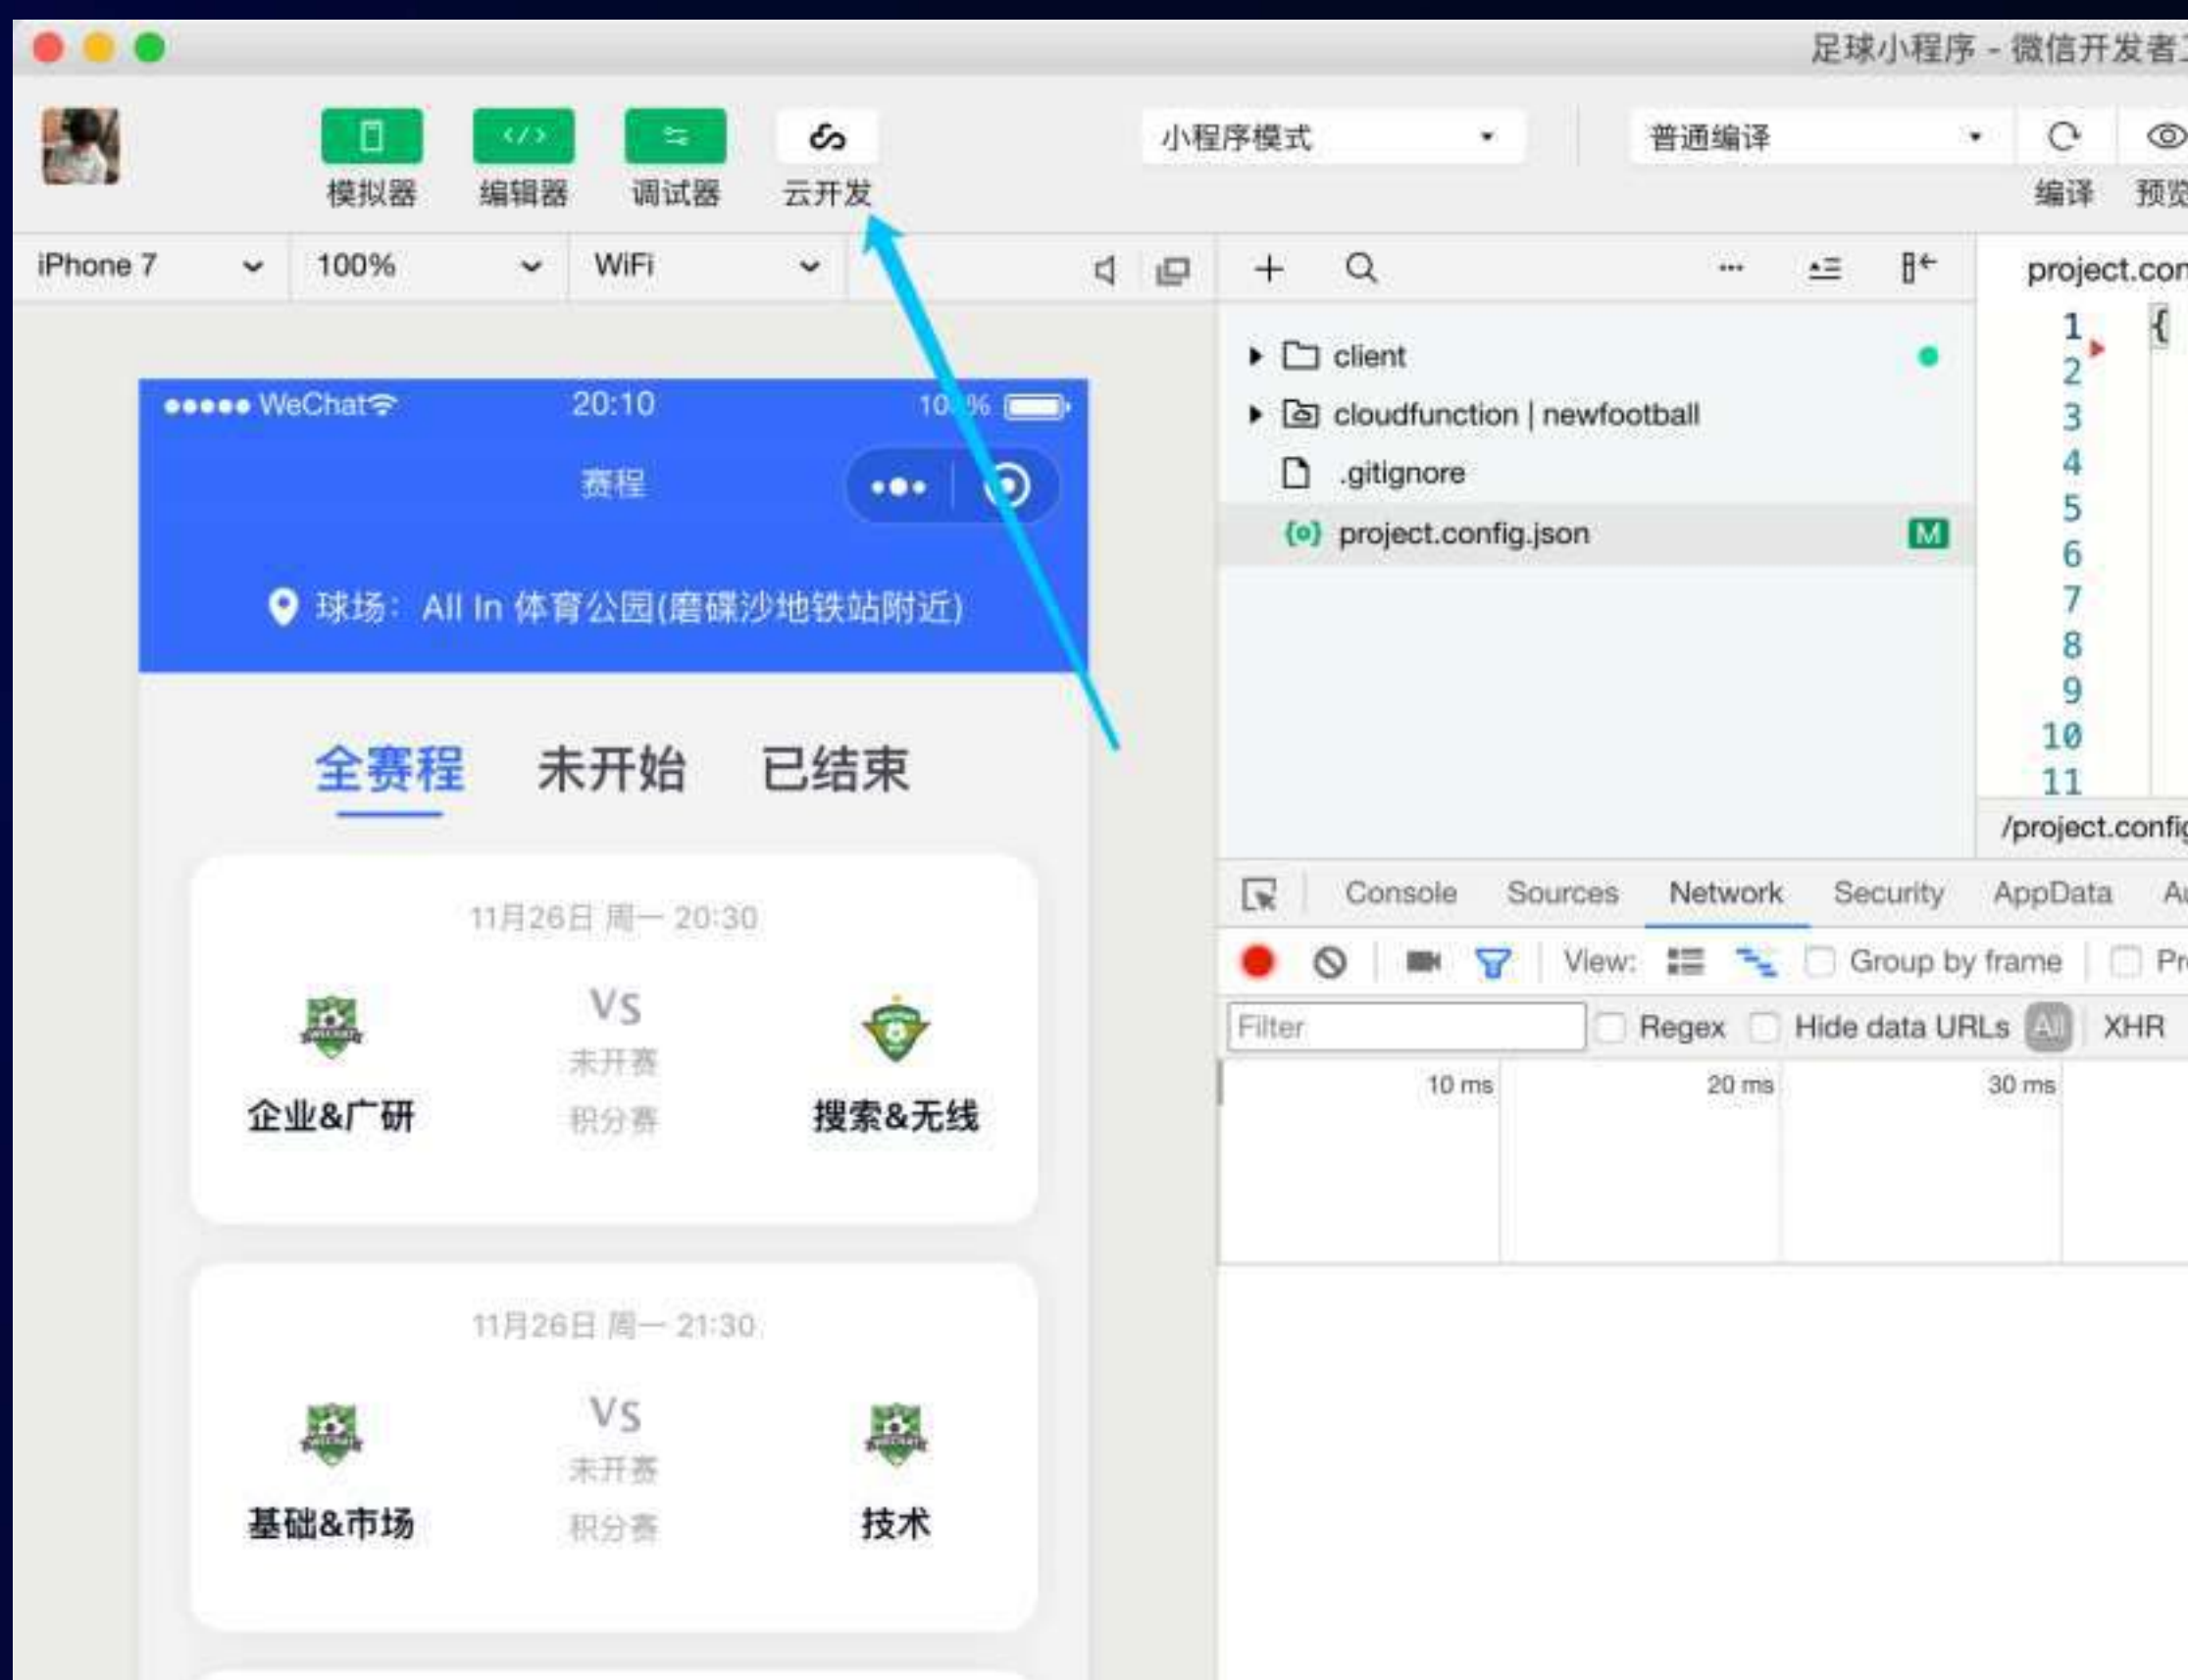 足球小程序 - 微信开发者
模拟器 编辑器 调试器 云开发
小程序模式 普通编译
编译 预览
iPhone 7 100% WiFi
WeChat 20:10
赛程
球场：All In 体育公园(磨碟沙地铁站附近)
全赛程 未开始 已结束
11月26日 周一 20:30
VS
未开赛
企业&广研 积分赛 搜索&无线
11月26日 周一 21:30
VS
未开赛
基础&市场 积分赛 技术
client
cloudfunction | newfootball
.gitignore
{o} project.config.json M
project.con
1 {
2
3
4
5
6
7
8
9
10
11
/project.config
Console Sources Network Security AppData Au
View: Group by frame Pr
Filter Regex Hide data URLs All XHR
10 ms 20 ms 30 ms